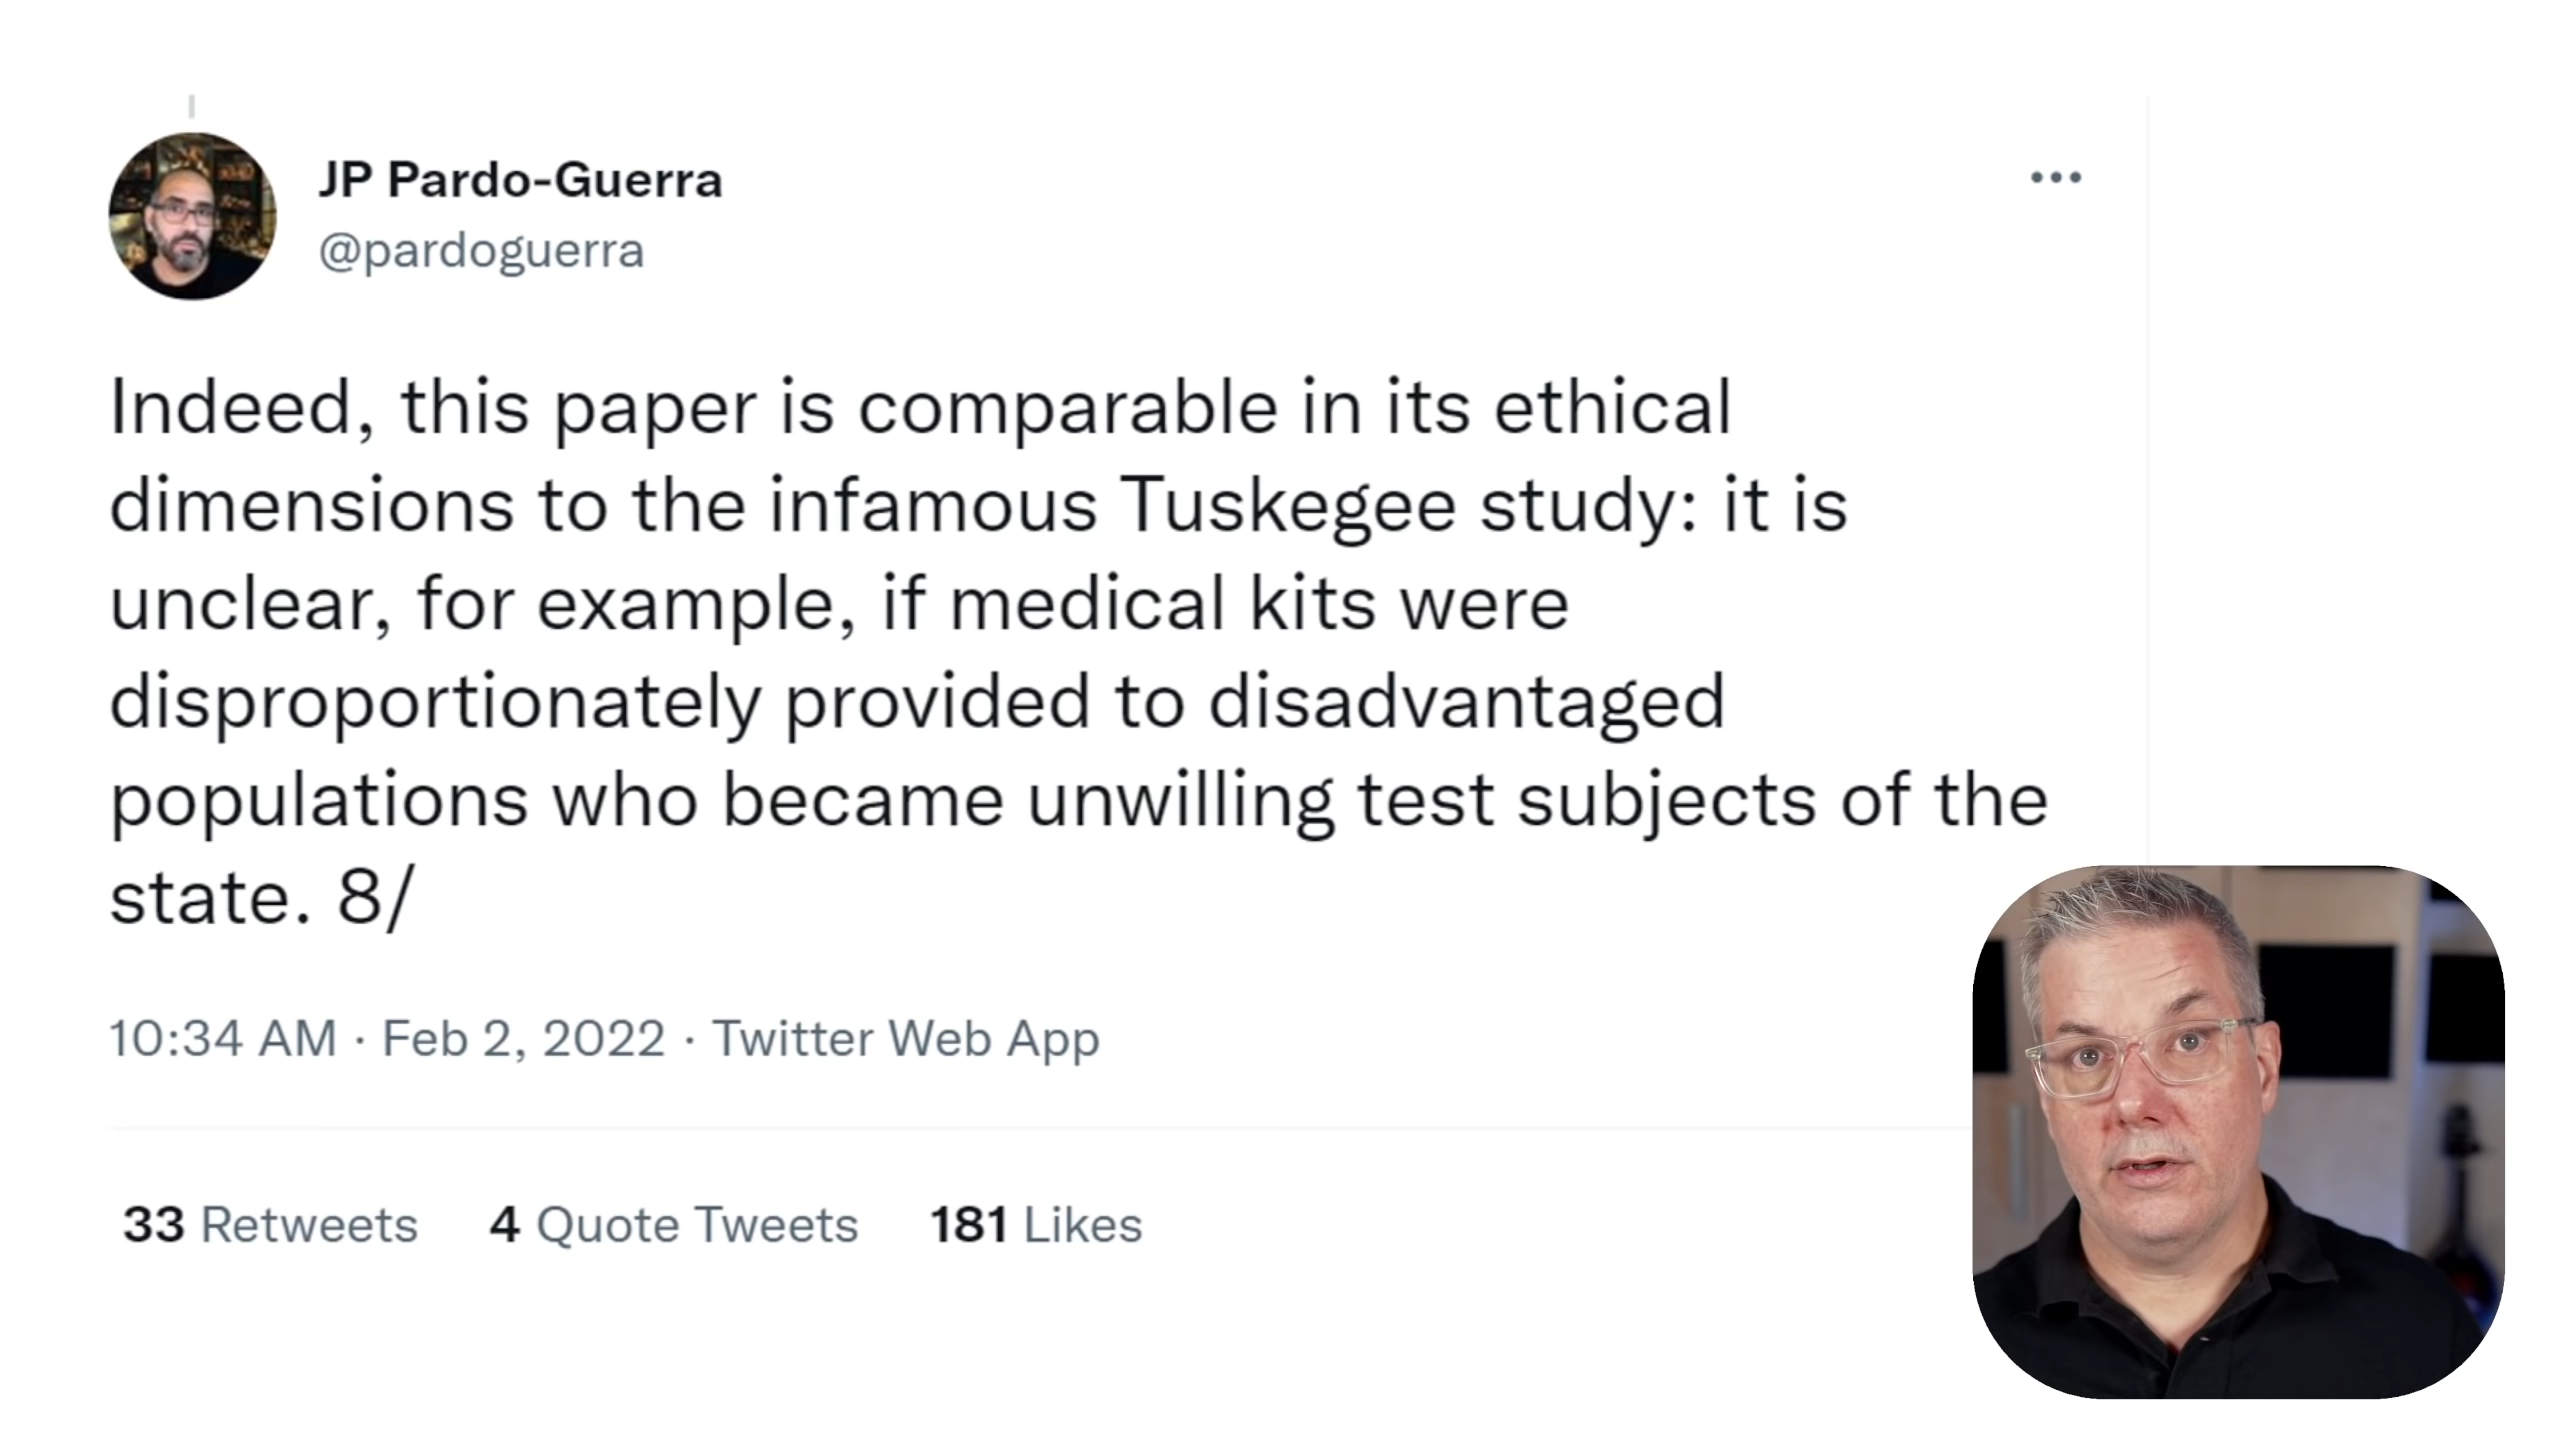 JP Pardo-Guerra
@pardoguerra
Indeed, this paper is comparable in its ethical
dimensions to the infamous Tuskegee study: it is
unclear, for example, if medical kits were
disproportionately provided to disadvantaged
populations who became unwilling test subjects of the
state. 8/
10:34 AM · Feb 2, 2022 · Twitter Web App
33 Retweets 4 Quote Tweets 181 Likes